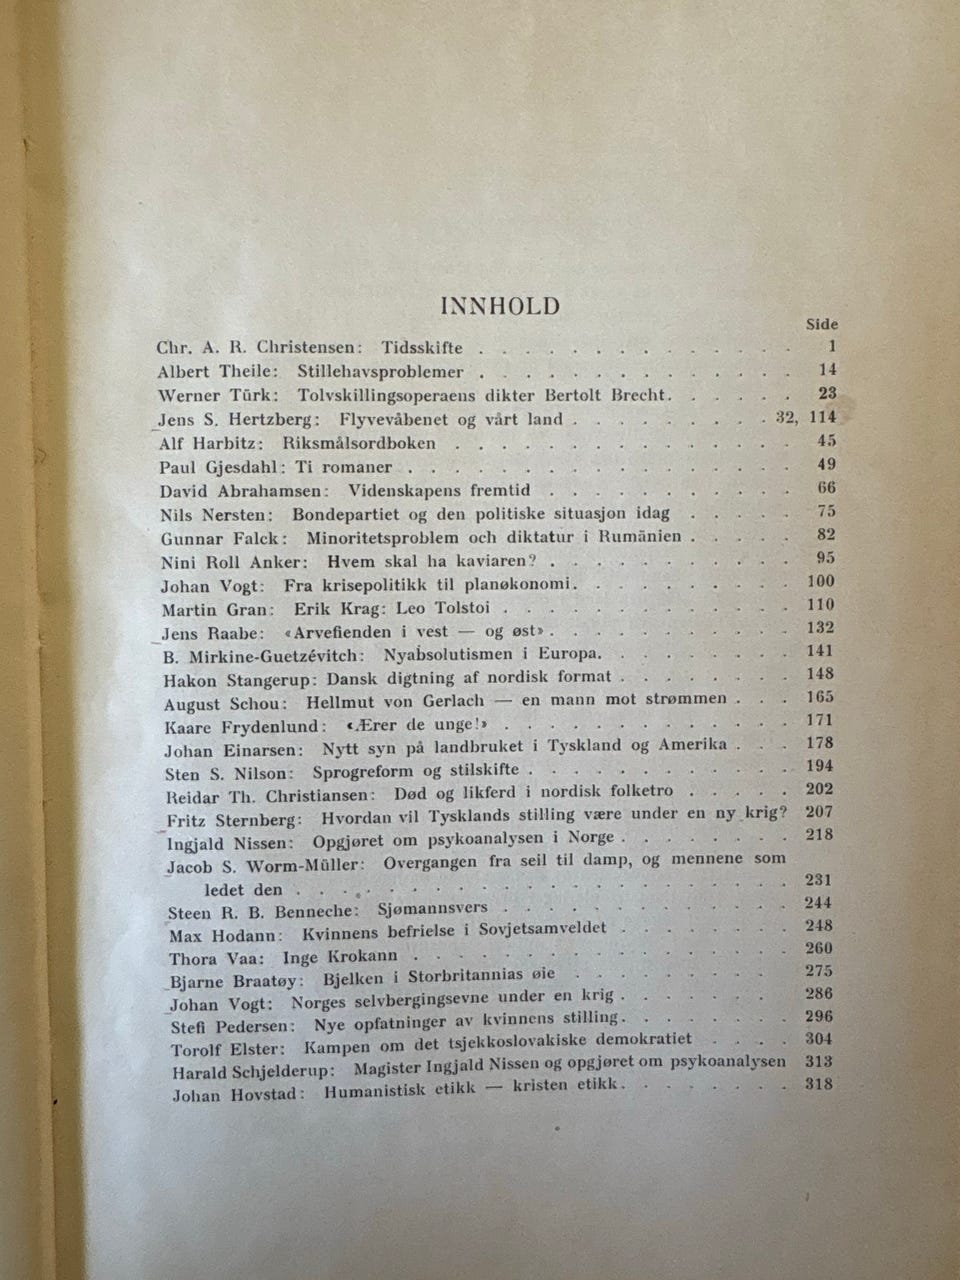 INNHOLD
Side
Chr. A. R. Christensen: Tidsskifte . . . . . . . . . . . . . . 1
Albert Theile: Stillehavsproblemer . . . . . . . . . . . . . . 14
Werner Türk: Tolvskillingsoperaens dikter Bertolt Brecht. . . . . . 23
Jens S. Hertzberg: Flyvevåbenet og vårt land . . . . . . . . . 32, 114
Alf Harbitz: Riksmålsordboken . . . . . . . . . . . . . . . 45
Paul Gjesdahl: Ti romaner . . . . . . . . . . . . . . . . . 49
David Abrahamsen: Videnskapens fremtid . . . . . . . . . . . 66
Nils Nersten: Bondepartiet og den politiske situasjon idag . . . . . 75
Gunnar Falck: Minoritetsproblem och diktatur i Rumänien . . . . . 82
Nini Roll Anker: Hvem skal ha kaviaren? . . . . . . . . . . . 95
Johan Vogt: Fra krisepolitikk til planøkonomi. . . . . . . . . . 100
Martin Gran: Erik Krag: Leo Tolstoi . . . . . . . . . . . . . 110
Jens Raabe: «Arvefienden i vest — og øst» . . . . . . . . . . . 132
B. Mirkine-Guetzévitch: Nyabsolutismen i Europa. . . . . . . . . 141
Hakon Stangerup: Dansk digtning af nordisk format . . . . . . . . 148
August Schou: Hellmut von Gerlach — en mann mot strømmen . . . 165
Kaare Frydenlund: «Ærer de unge!» . . . . . . . . . . . . . 171
Johan Einarsen: Nytt syn på landbruket i Tyskland og Amerika . . . 178
Sten S. Nilson: Sprogreform og stilskifte . . . . . . . . . . . . 194
Reidar Th. Christiansen: Død og likferd i nordisk folketro . . . . . 202
Fritz Sternberg: Hvordan vil Tysklands stilling være under en ny krig? 207
Ingjald Nissen: Opgjøret om psykoanalysen i Norge . . . . . . . . 218
Jacob S. Worm-Müller: Overgangen fra seil til damp, og mennene som
ledet den . . . . . . . . . . . . . . . . . . . . . . 231
Steen R. B. Benneche: Sjømannsvers . . . . . . . . . . . . . 244
Max Hodann: Kvinnens befrielse i Sovjetsamveldet . . . . . . . . 248
Thora Vaa: Inge Krokann . . . . . . . . . . . . . . . . . 260
Bjarne Braatøy: Bjelken i Storbritannias øie . . . . . . . . . 275
Johan Vogt: Norges selvbergingsevne under en krig . . . . . . . 286
Stefi Pedersen: Nye opfatninger av kvinnens stilling. . . . . . . . 296
Torolf Elster: Kampen om det tsjekkoslovakiske demokratiet . . . . 304
Harald Schjelderup: Magister Ingjald Nissen og opgjøret om psykoanalysen 313
Johan Hovstad: Humanistisk etikk — kristen etikk. . . . . . . . 318